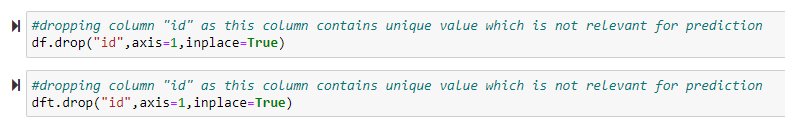 #dropping column "id" as this column contains unique value which is not relevant for prediction
df.drop("id",axis=1,inplace=True)
#dropping column "id" as this column contains unique value which is not relevant for prediction
dft.drop("id",axis=1,inplace=True)